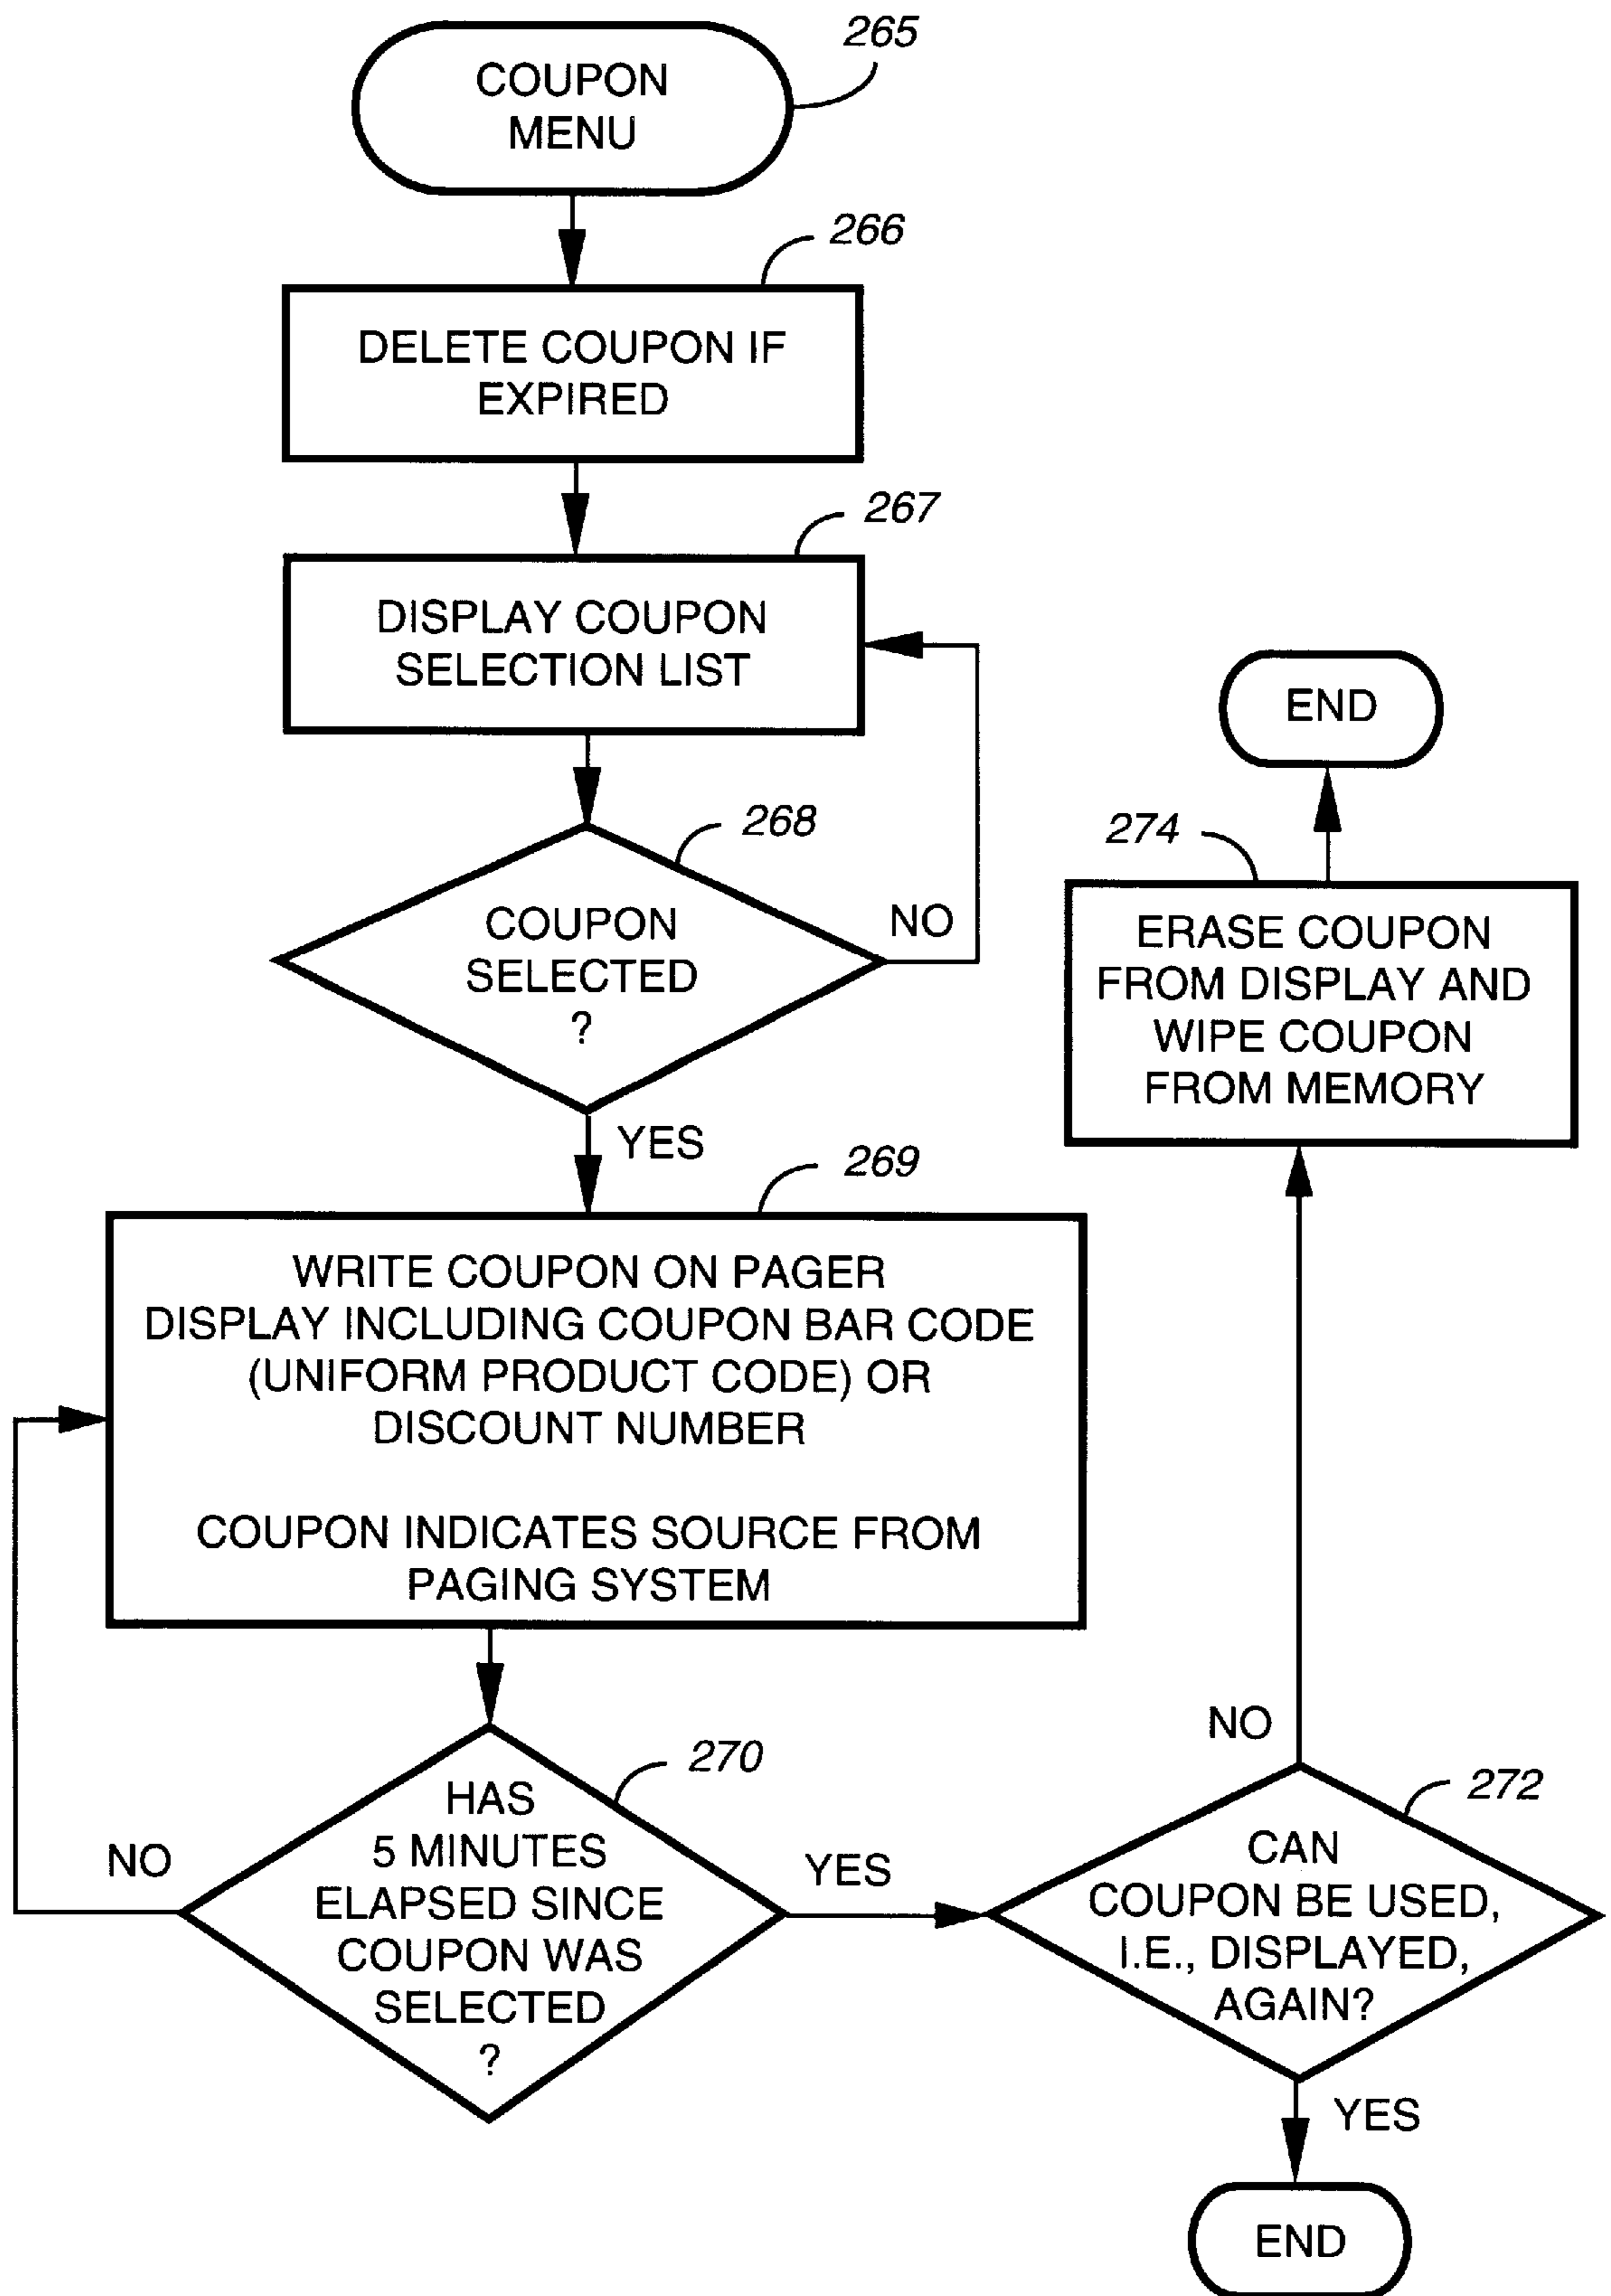 265
COUPON
MENU
266
DELETE COUPON IF
EXPIRED
267
DISPLAY COUPON
SELECTION LIST
268
COUPON
SELECTED
?
NO
YES
269
WRITE COUPON ON PAGER
DISPLAY INCLUDING COUPON BAR CODE
(UNIFORM PRODUCT CODE) OR
DISCOUNT NUMBER
COUPON INDICATES SOURCE FROM
PAGING SYSTEM
270
HAS
5 MINUTES
ELAPSED SINCE
COUPON WAS
SELECTED
?
NO
YES
272
CAN
COUPON BE USED,
I.E., DISPLAYED,
AGAIN?
NO
274
ERASE COUPON
FROM DISPLAY AND
WIPE COUPON
FROM MEMORY
END
YES
END